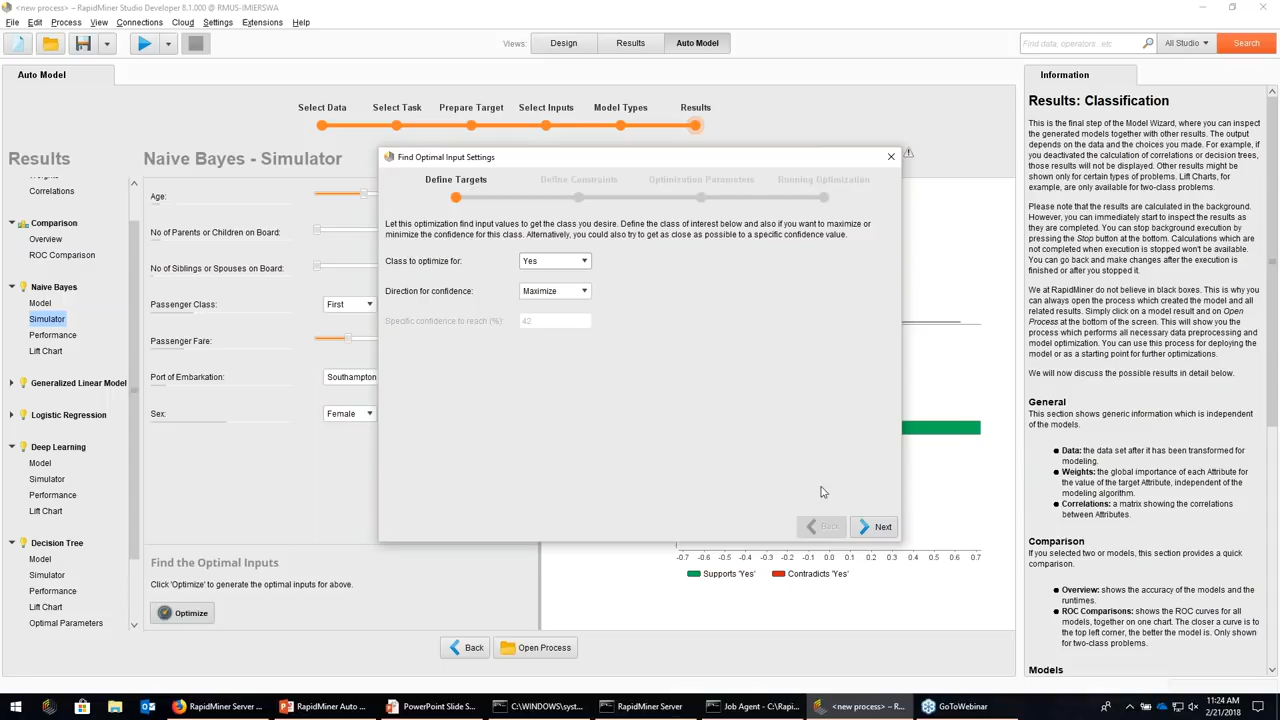 <new process> – RapidMiner Studio Developer 8.1.000 @ RMUS-IMIERSWA
File Edit Process View Connections Cloud Settings Extensions Help
Views: Design Results Auto Model
Find data, operators...etc All Studio Search
Auto Model
Select Data Select Task Prepare Target Select Inputs Model Types Results
Results
Correlations
Comparison
Overview
ROC Comparison
Naive Bayes
Model
Simulator
Performance
Lift Chart
Generalized Linear Model
Logistic Regression
Deep Learning
Model
Simulator
Performance
Lift Chart
Decision Tree
Model
Simulator
Performance
Lift Chart
Optimal Parameters
Naive Bayes - Simulator
Age:
No of Parents or Children on Board:
No of Siblings or Spouses on Board:
Passenger Class: First
Passenger Fare:
Port of Embarkation: Southampton
Sex: Female
Find the Optimal Inputs
Click 'Optimize' to generate the optimal inputs for above.
Optimize
Find Optimal Input Settings
Define Targets Define Constraints Optimization Parameters Running Optimization
Let this optimization find input values to get the class you desire. Define the class of interest below and also if you want to maximize or
minimize the confidence for this class. Alternatively, you could also try to get as close as possible to a specific confidence value.
Class to optimize for: Yes
Direction for confidence: Maximize
Specific confidence to reach (%): 42
Back Next
-0.7 -0.6 -0.5 -0.4 -0.3 -0.2 -0.1 0.0 0.1 0.2 0.3 0.4 0.5 0.6 0.7
Supports 'Yes' Contradicts 'Yes'
Back Open Process
Information
Results: Classification
This is the final step of the Model Wizard, where you can inspect
the generated models together with other results. The output
depends on the data and the choices you made. For example, if
you deactivated the calculation of correlations or decision trees,
those results will not be displayed. Other results might be
shown only for certain types of problems. Lift Charts, for
example, are only available for two-class problems.
Please note that the results are calculated in the background.
However, you can immediately start to inspect the results as
they are completed. You can stop background execution by
pressing the Stop button at the bottom. Calculations which are
not completed when execution is stopped won't be available.
You can go back and make changes after the execution is
finished or after you stopped it.
We at RapidMiner do not believe in black boxes. This is why you
can always open the process which created the model and all
related results. Simply click on a model result and on Open
Process at the bottom of the screen. This will show you the
process which performs all necessary data preprocessing and
model optimization. You can use this process for deploying the
model or as a starting point for further optimizations.
We will now discuss the possible results in detail below.
General
This section shows generic information which is independent
of the models.
Data: the data set after it has been transformed for
modeling.
Weights: the global importance of each Attribute for
the value of the target Attribute, independent of the
modeling algorithm.
Correlations: a matrix showing the correlations
between Attributes.
Comparison
If you selected two or models, this section provides a quick
comparison.
Overview: shows the accuracy of the models and the
runtimes.
ROC Comparisons: shows the ROC curves for all
models, together on one chart. The closer a curve is to
the top left corner, the better the model is. Only shown
for two-class problems.
Models
RapidMiner Server ... RapidMiner Auto ... PowerPoint Slide S... C:\WINDOWS\syst... RapidMiner Server Job Agent - C:\Rap... <new process> – R... GoToWebinar
11:24 AM
2/21/2018